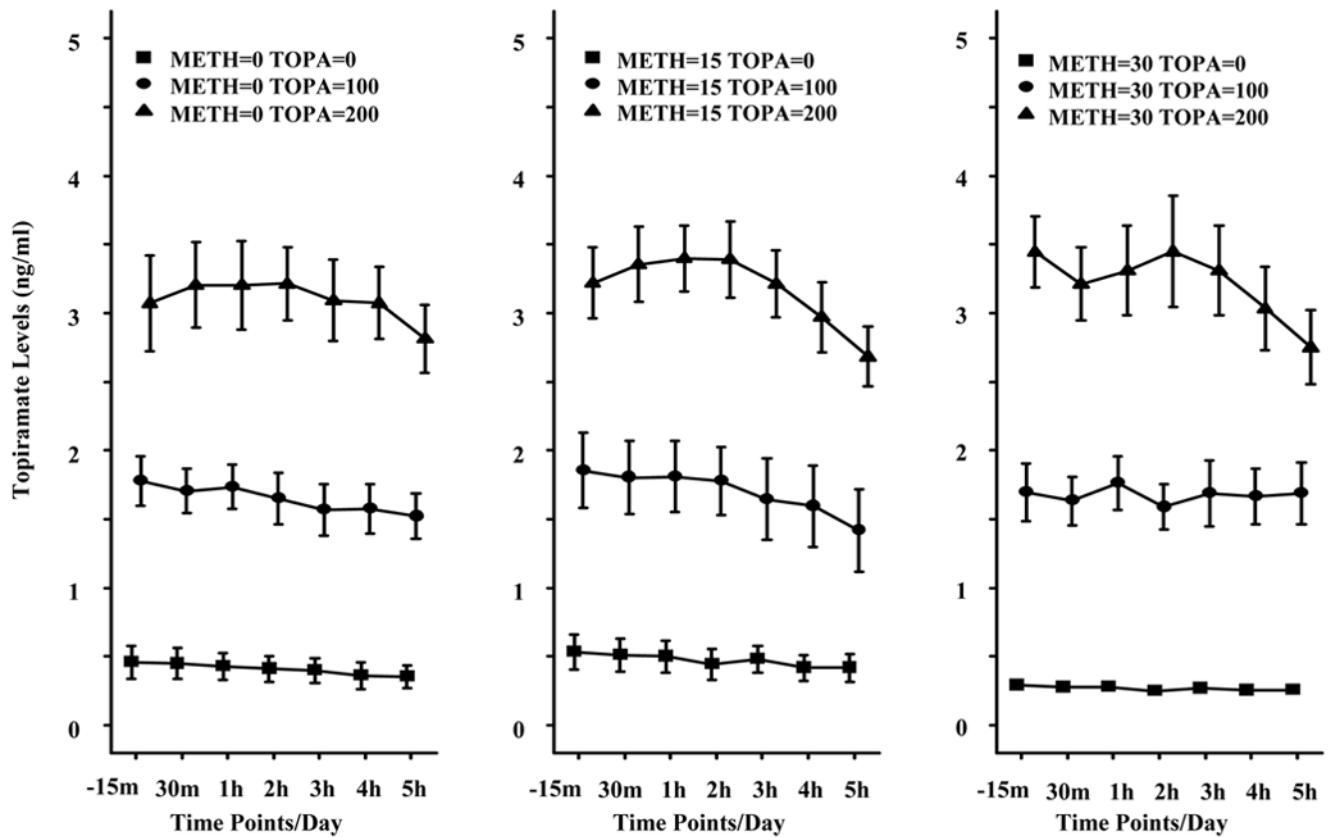 Topiramate Levels (ng/ml)
5
4
3
2
1
0
METH=0 TOPA=0
METH=0 TOPA=100
METH=0 TOPA=200
-15m 30m 1h 2h 3h 4h 5h
Time Points/Day
5
4
3
2
1
0
METH=15 TOPA=0
METH=15 TOPA=100
METH=15 TOPA=200
-15m 30m 1h 2h 3h 4h 5h
Time Points/Day
5
4
3
2
1
0
METH=30 TOPA=0
METH=30 TOPA=100
METH=30 TOPA=200
-15m 30m 1h 2h 3h 4h 5h
Time Points/Day